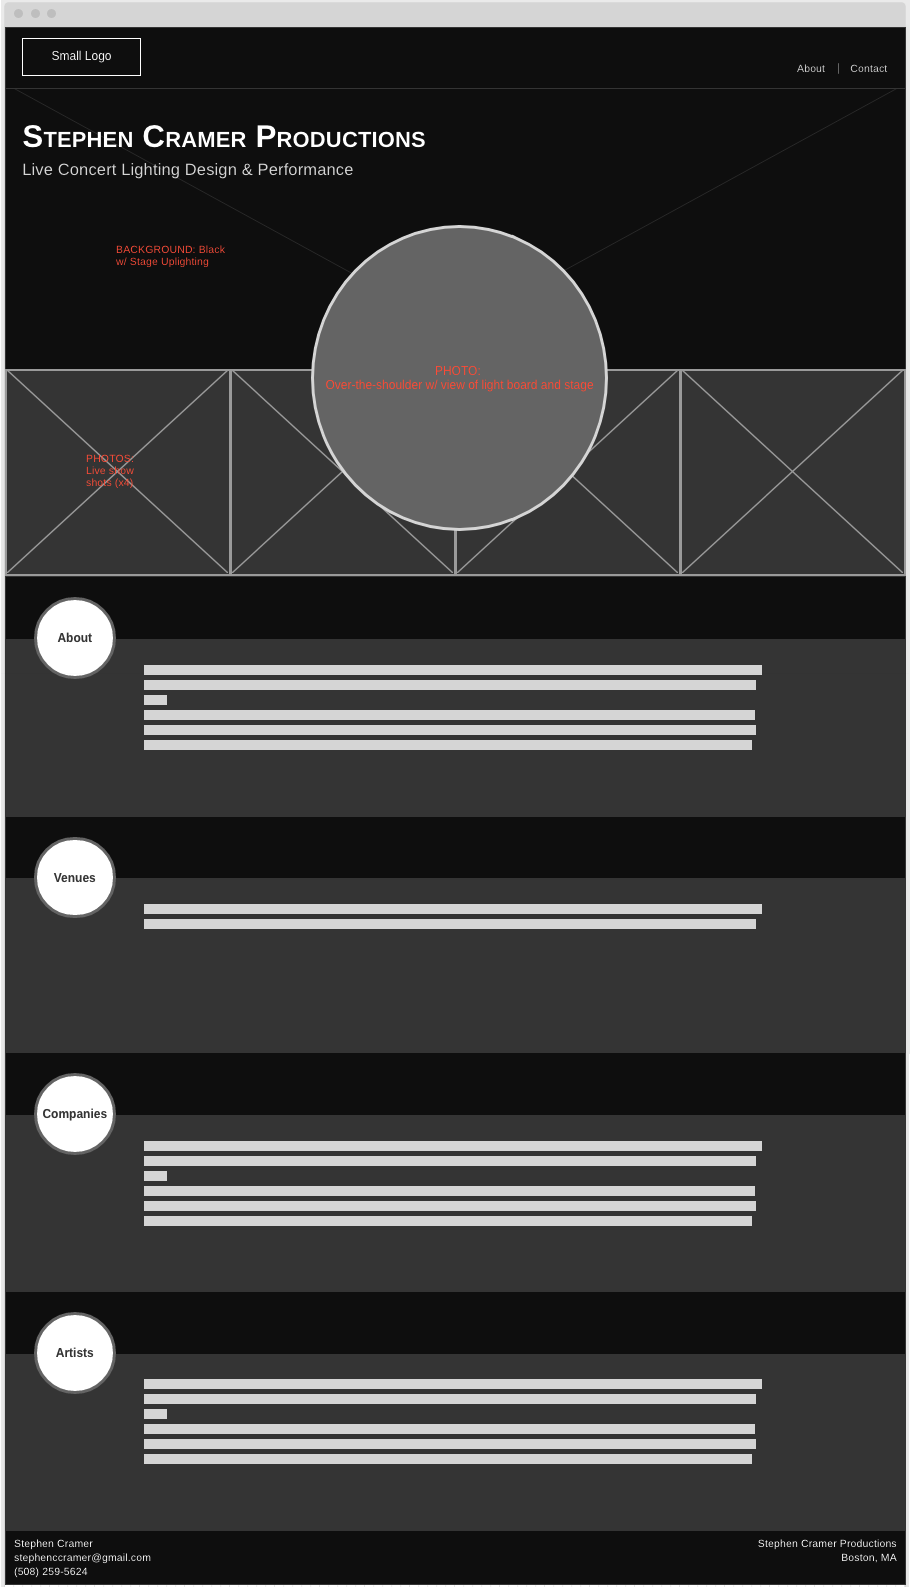 Small Logo
About | Contact
Stephen Cramer Productions
Live Concert Lighting Design & Performance
BACKGROUND: Black
w/ Stage Uplighting
PHOTO:
Over-the-shoulder w/ view of light board and stage
PHOTOS:
Live show
shots (x4)
About
Venues
Companies
Artists
Stephen Cramer
stephenccramer@gmail.com
(508) 259-5624
Stephen Cramer Productions
Boston, MA